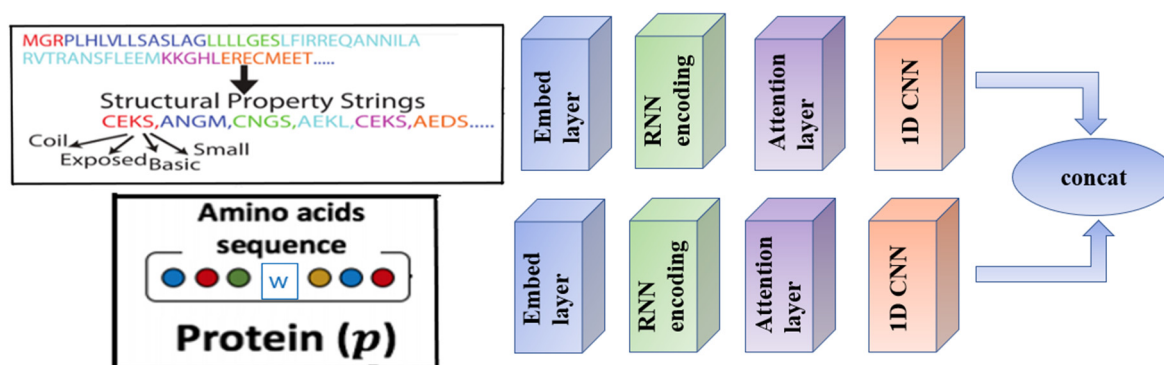 MGRPLHLVLLSASLAGLLLLGESLFIRREQANNILA
RVTRANSFLEEMKKGHLERECMEET.....
Structural Property Strings
CEKS,ANGM,CNGS,AEKL,CEKS,AEDS.....
Coil
Exposed
Basic
Small
Embed layer
RNN encoding
Attention layer
1D CNN
concat
Amino acids
sequence
W
Protein (p)
Embed layer
RNN encoding
Attention layer
1D CNN